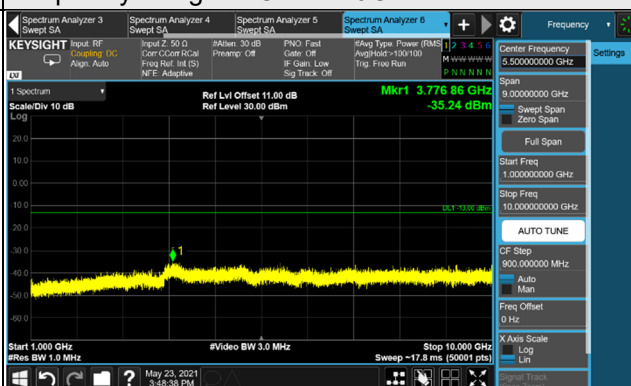 Spectrum Analyzer 3
Swept SA
Spectrum Analyzer 4
Swept SA
Spectrum Analyzer 5
Swept SA
Spectrum Analyzer 6
Swept SA
Frequency
KEYSIGHT
Input: RF
Coupling: DC
Align: Auto
Input Z: 50 Ω
Corr CCorr RCal
Freq Ref: Int (S)
NFE: Adaptive
#Atten: 30 dB
Preamp: Off
PNO: Fast
Gate: Off
IF Gain: Low
Sig Track: Off
#Avg Type: Power (RMS
Avg|Hold:>100/100
Trig: Free Run
1 2 3 4 5 6
M W W W W W
P N N N N N
LXI
1 Spectrum
Scale/Div 10 dB
Log
Ref Lvl Offset 11.00 dB
Ref Level 30.00 dBm
Mkr1 3.776 86 GHz
-35.24 dBm
20.0
10.0
0.00
-10.0
DL1 -13.00 dBm
-20.0
-30.0
1
-40.0
-50.0
-60.0
Start 1.000 GHz
#Res BW 1.0 MHz
#Video BW 3.0 MHz
Stop 10.000 GHz
Sweep ~17.8 ms (50001 pts)
May 23, 2021
3:48:38 PM
Center Frequency
5.500000000 GHz
Settings
Span
9.00000000 GHz
Swept Span
Zero Span
Full Span
Start Freq
1.000000000 GHz
Stop Freq
10.000000000 GHz
AUTO TUNE
CF Step
900.000000 MHz
Auto
Man
Freq Offset
0 Hz
X Axis Scale
Log
Lin
Signal Track